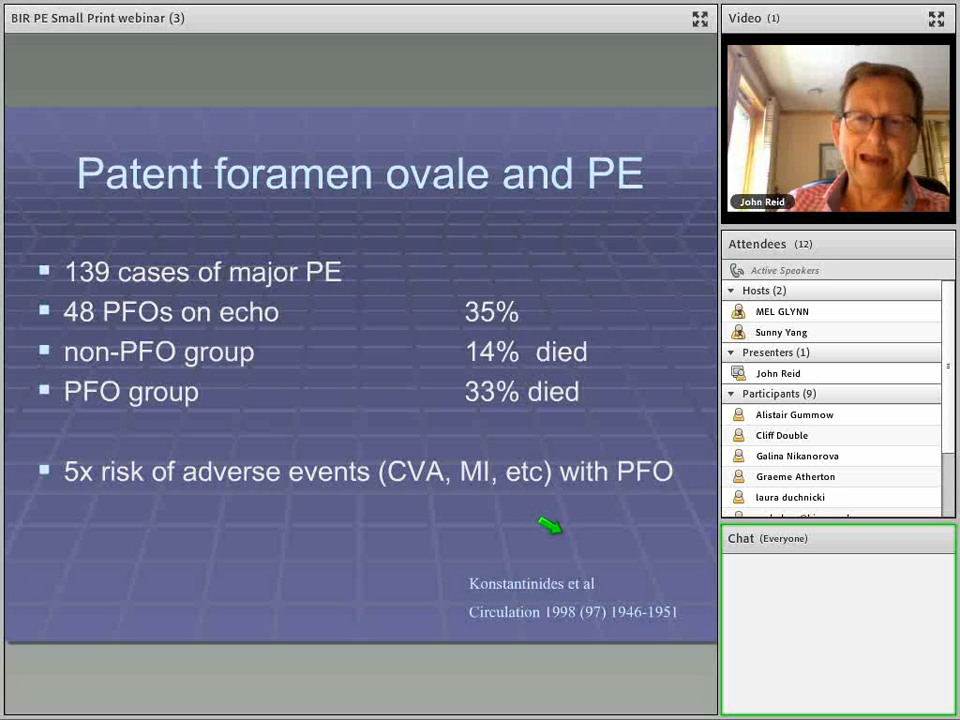 BIR PE Small Print webinar (3)
Patent foramen ovale and PE
139 cases of major PE
48 PFOs on echo 35%
non-PFO group 14% died
PFO group 33% died
5x risk of adverse events (CVA, MI, etc) with PFO
Konstantinides et al
Circulation 1998 (97) 1946-1951
Video (1)
John Reid
Attendees (12)
Active Speakers
Hosts (2)
MEL GLYNN
Sunny Yang
Presenters (1)
John Reid
Participants (9)
Alistair Gummow
Cliff Double
Galina Nikanorova
Graeme Atherton
laura duchnicki
Chat (Everyone)